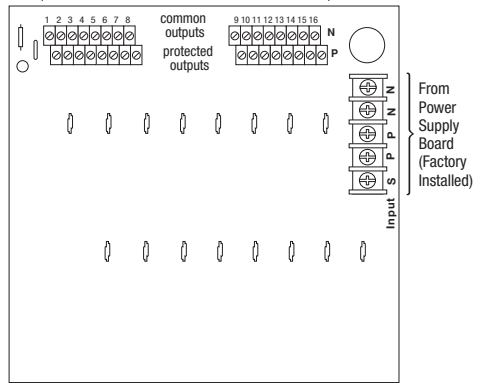 1 2 3 4 5 6 7 8 common outputs 9 10 11 12 13 14 15 16 N
protected outputs P
N
N
P
P
S
Input
From
Power
Supply
Board
(Factory
Installed)